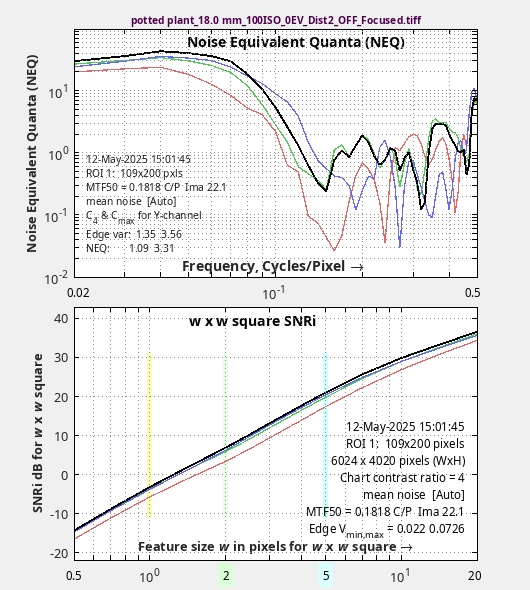 potted plant_18.0 mm_100ISO_0EV_Dist2_OFF_Focused.tiff
Noise Equivalent Quanta (NEQ)
Noise Equivalent Quanta (NEQ)
10^1
10^0
10^-1
10^-2
12-May-2025 15:01:45
ROI 1: 109x200 pxls
MTF50 = 0.1818 C/P Ima 22.1
mean noise [Auto]
C_4 & C_max for Y-channel
Edge var: 1.35 3.56
NEQ: 1.09 3.31
Frequency, Cycles/Pixel →
0.02
10^-1
0.5
w x w square SNRi
SNRi dB for w x w square
40
30
20
10
0
-10
-20
12-May-2025 15:01:45
ROI 1: 109x200 pixels
6024 x 4020 pixels (WxH)
Chart contrast ratio = 4
mean noise [Auto]
MTF50 = 0.1818 C/P Ima 22.1
Edge V_min,max = 0.022 0.0726
Feature size w in pixels for w x w square →
0.5
10^0
2
5
10^1
20